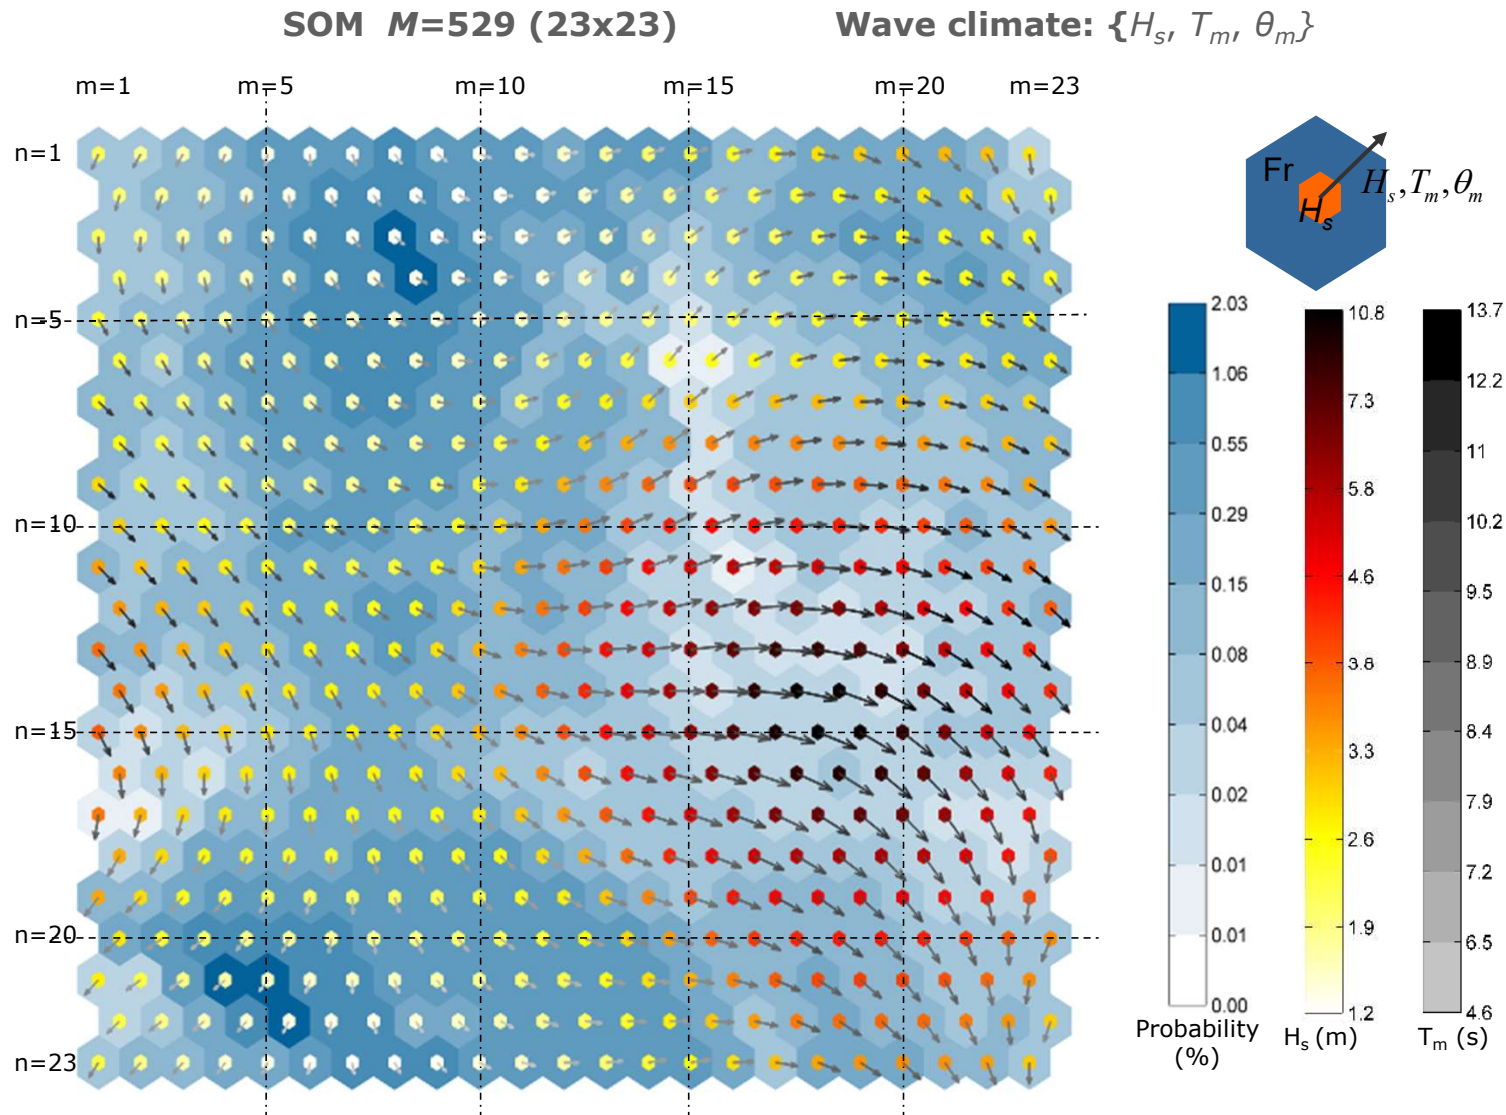 SOM M=529 (23x23)
Wave climate: {Hs, Tm, θm}
m=1 m=5 m=10 m=15 m=20 m=23
n=1
n=5
n=10
n=15
n=20
n=23
Fr
Hs
Hs,Tm,θm
2.03
1.06
0.55
0.29
0.15
0.08
0.04
0.02
0.01
0.01
0.00
Probability
(%)
10.8
7.3
5.8
4.6
3.8
3.3
2.6
1.9
1.2
Hs (m)
13.7
12.2
11
10.2
9.5
8.9
8.4
7.9
7.2
6.5
4.6
Tm (s)